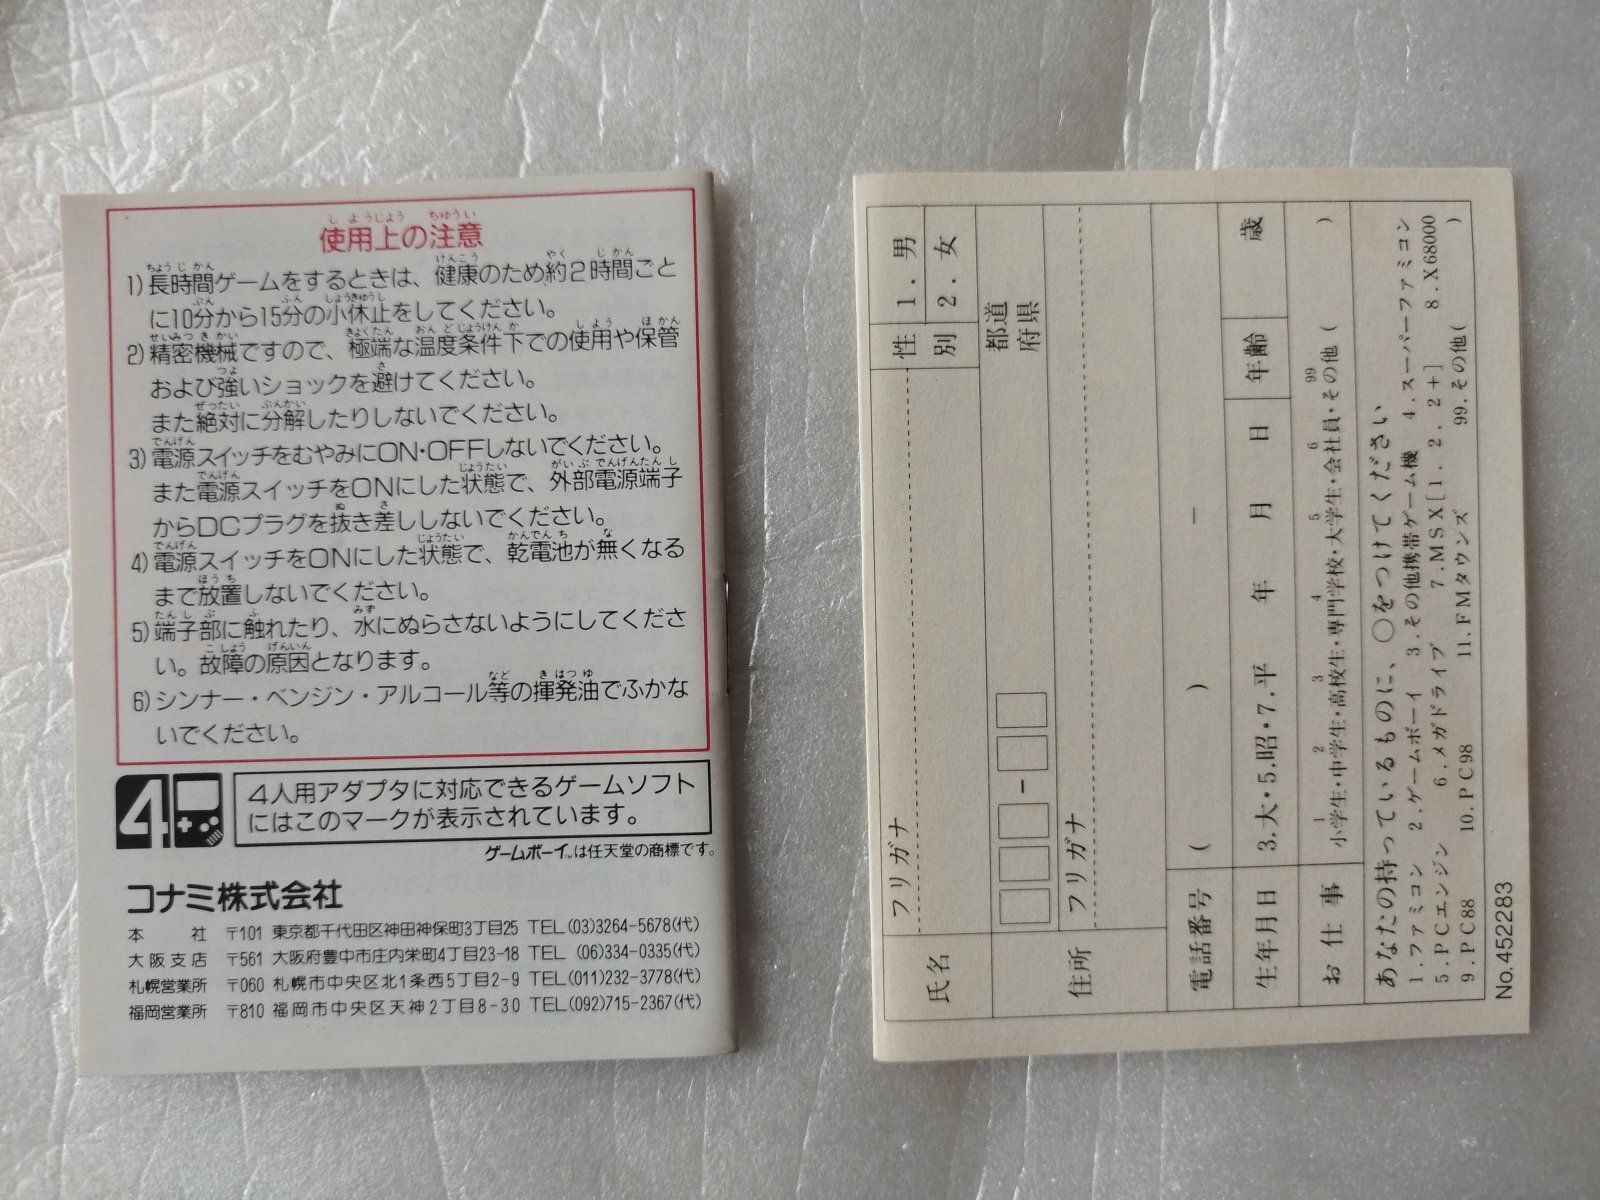 使用上の注意
1) 長時間ゲームをするときは、健康のため約2時間ごと
に10分から15分の小休止をしてください。
2) 精密機械ですので、極端な温度条件下での使用や保管
および強いショックを避けてください。
また絶対に分解したりしないでください。
3) 電源スイッチをむやみにON・OFFしないでください。
また電源スイッチをONにした状態で、外部電源端子
からDCプラグを抜き差ししないでください。
4) 電源スイッチをONにした状態で、乾電池が無くなる
まで放置しないでください。
5) 端子部に触れたり、水にぬらさないようにしてくださ
い。故障の原因となります。
6) シンナー・ベンジン・アルコール等の揮発油でふかな
いでください。
4
4人用アダプタに対応できるゲームソフト
にはこのマークが表示されています。
ゲームボーイ™は任天堂の商標です。
コナミ株式会社
本社 〒101 東京都千代田区神田神保町3丁目25 TEL(03)3264-5678(代)
大阪支店 〒561 大阪府豊中市庄内栄町4丁目23-18 TEL (06)334-0335(代)
札幌営業所 〒060 札幌市中央区北1条西5丁目2-9 TEL(011)232-3778(代)
福岡営業所 〒810 福岡市中央区天神2丁目8-30 TEL(092)715-2367(代)
氏名 フリガナ 性別 1.男 2.女
住所 都道府県 - フリガナ
電話番号 ( ) -
生年月日 3.大・5.昭・7.平 年 月 日 年齢 歳
お仕事 1小学生・2中学生・3高校生・4専門学校・5大学生・6会社員・99その他( )
あなたの持っているものに、○をつけてください
1.ファミコン 2.ゲームボーイ 3.その他携帯ゲーム機 4.スーパーファミコン
5.PCエンジン 6.メガドライブ 7.MSX[1.2.2+] 8.X68000
9.PC88 10.PC98 11.FMタウンズ 99.その他( )
No.452283